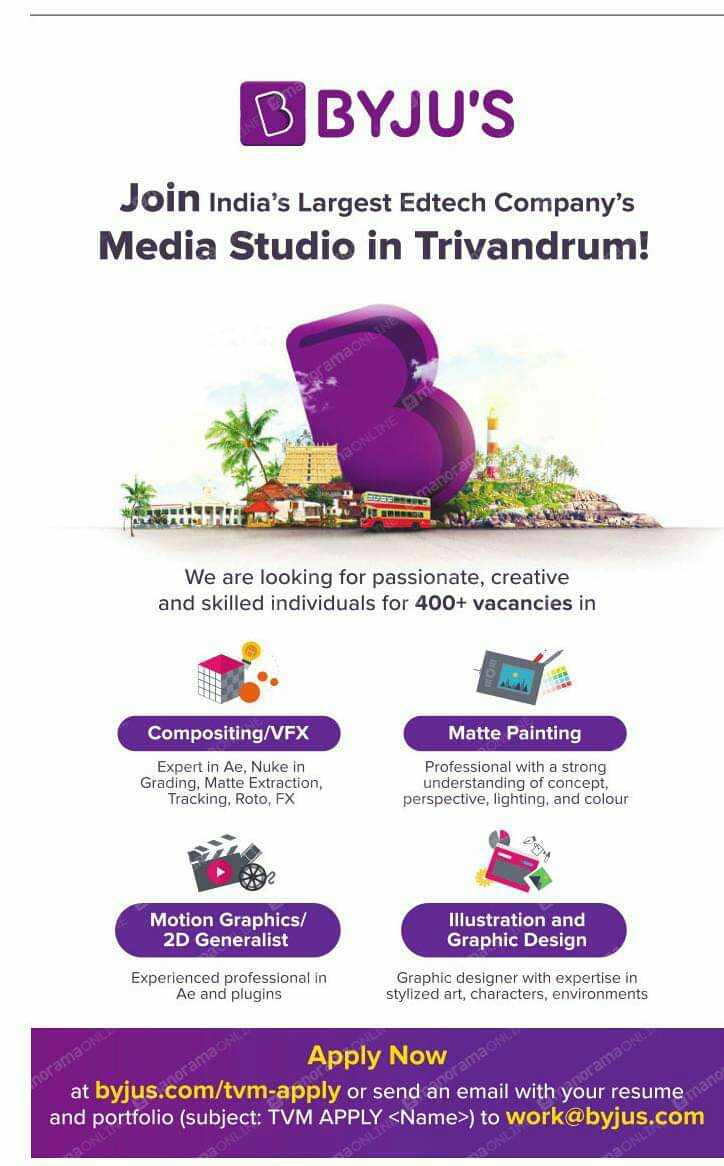 BYJU'S
Join India's Largest Edtech Company's
Media Studio in Trivandrum!
We are looking for passionate, creative
and skilled individuals for 400+ vacancies in
Compositing/VFX
Expert in Ae, Nuke in
Grading, Matte Extraction,
Tracking, Roto, FX
Matte Painting
Professional with a strong
understanding of concept,
perspective, lighting, and colour
Motion Graphics/
2D Generalist
Experienced professional in
Ae and plugins
Illustration and
Graphic Design
Graphic designer with expertise in
stylized art, characters, environments
Apply Now
at byjus.com/tvm-apply or send an email with your resume
and portfolio (subject: TVM APPLY <Name>) to work@byjus.com
manoramaONLINE